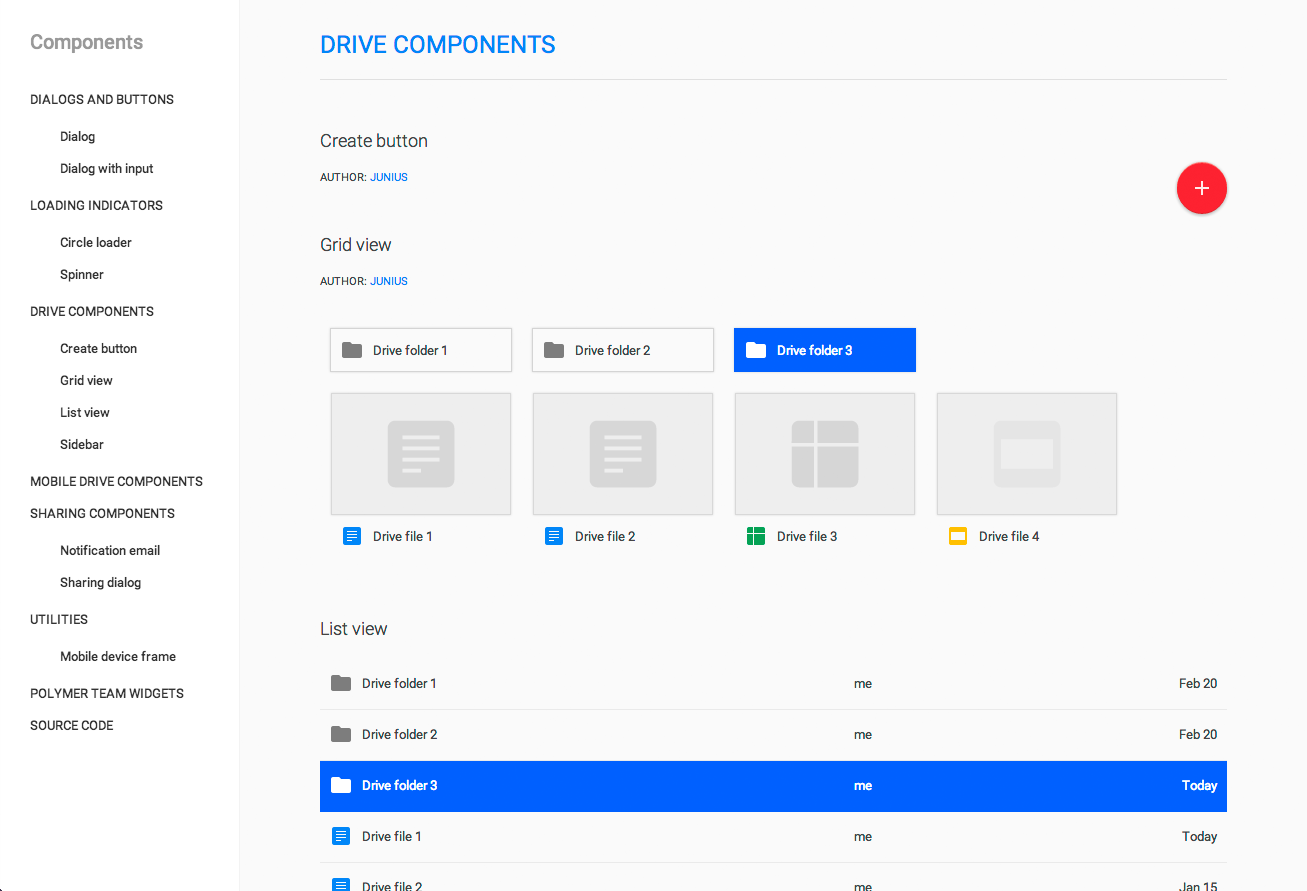 Components
DIALOGS AND BUTTONS
Dialog
Dialog with input
LOADING INDICATORS
Circle loader
Spinner
DRIVE COMPONENTS
Create button
Grid view
List view
Sidebar
MOBILE DRIVE COMPONENTS
SHARING COMPONENTS
Notification email
Sharing dialog
UTILITIES
Mobile device frame
POLYMER TEAM WIDGETS
SOURCE CODE
DRIVE COMPONENTS
Create button
AUTHOR: JUNIUS
Grid view
AUTHOR: JUNIUS
Drive folder 1 Drive folder 2 Drive folder 3
Drive file 1 Drive file 2 Drive file 3 Drive file 4
List view
Drive folder 1 me Feb 20
Drive folder 2 me Feb 20
Drive folder 3 me Today
Drive file 1 me Today
Drive file 2 me Jan 15